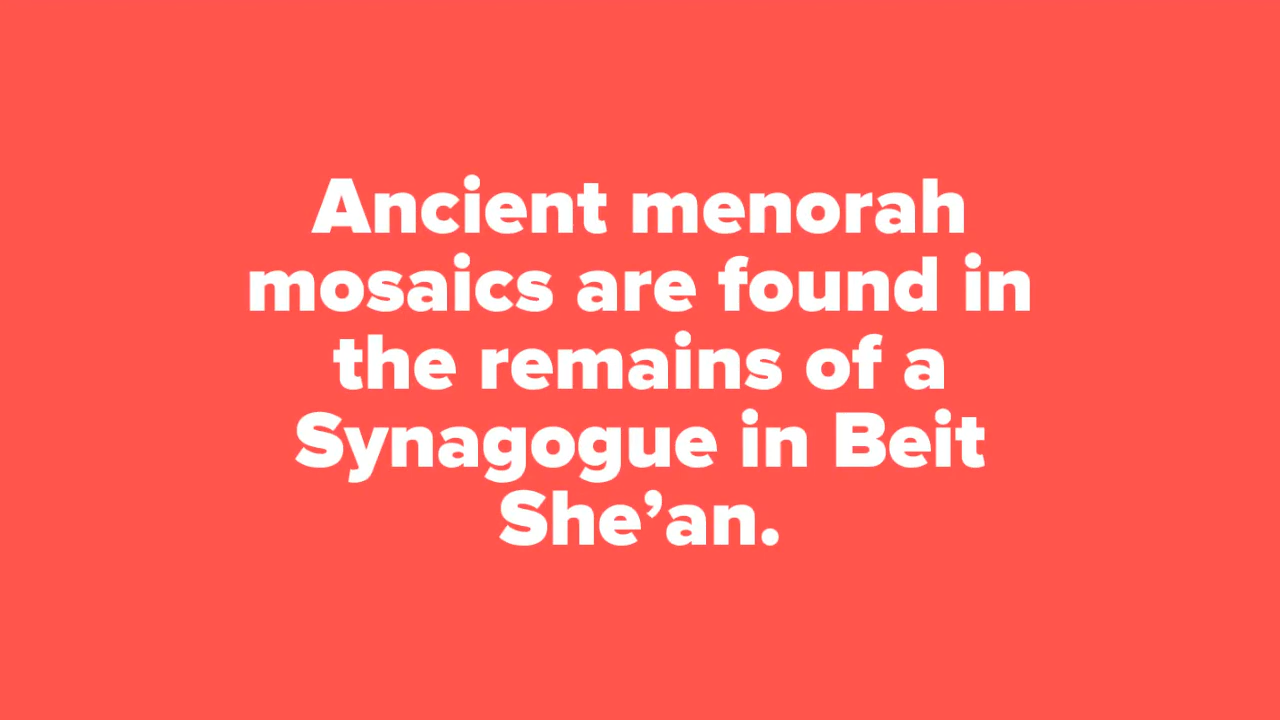 Ancient menorah
mosaics are found in
the remains of a
Synagogue in Beit
She’an.